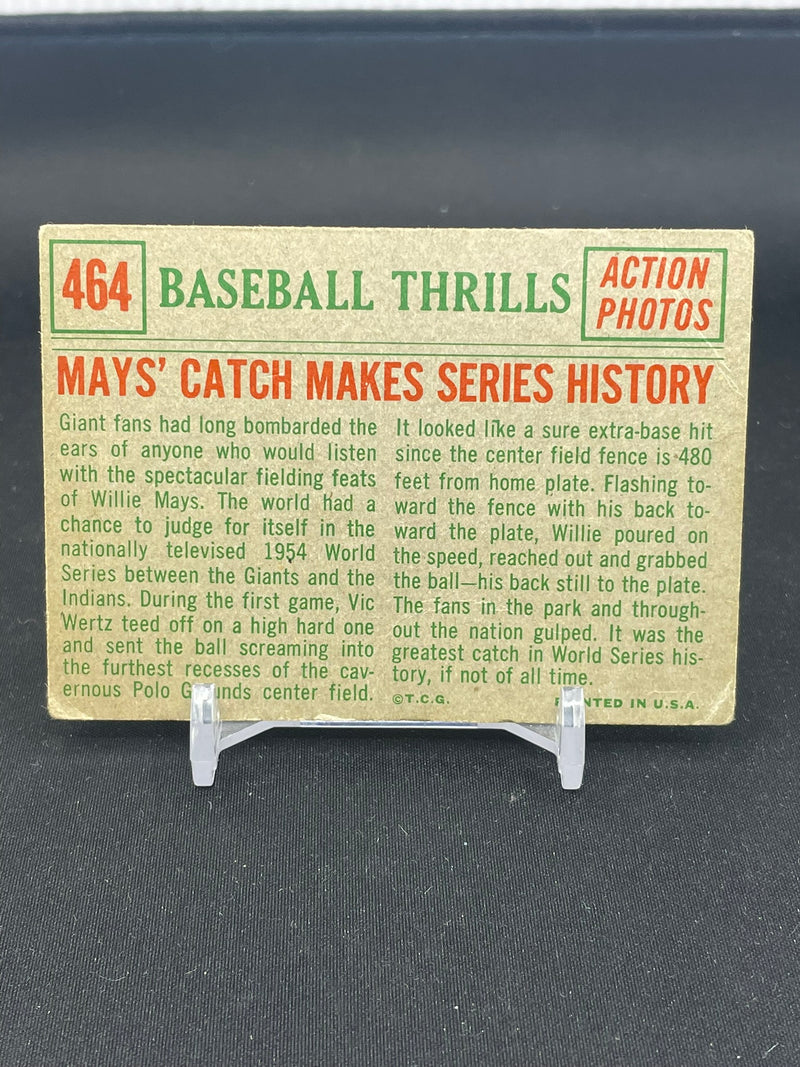 464
BASEBALL THRILLS
ACTION
PHOTOS
MAYS' CATCH MAKES SERIES HISTORY
Giant fans had long bombarded the
ears of anyone who would listen
with the spectacular fielding feats
of Willie Mays. The world had a
chance to judge for itself in the
nationally televised 1954 World
Series between the Giants and the
Indians. During the first game, Vic
Wertz teed off on a high hard one
and sent the ball screaming into
the furthest recesses of the cav-
ernous Polo Grounds center field.
It looked like a sure extra-base hit
since the center field fence is 480
feet from home plate. Flashing to-
ward the fence with his back to-
ward the plate, Willie poured on
the speed, reached out and grabbed
the ball—his back still to the plate.
The fans in the park and through-
out the nation gulped. It was the
greatest catch in World Series his-
tory, if not of all time.
©T.C.G.
PRINTED IN U.S.A.